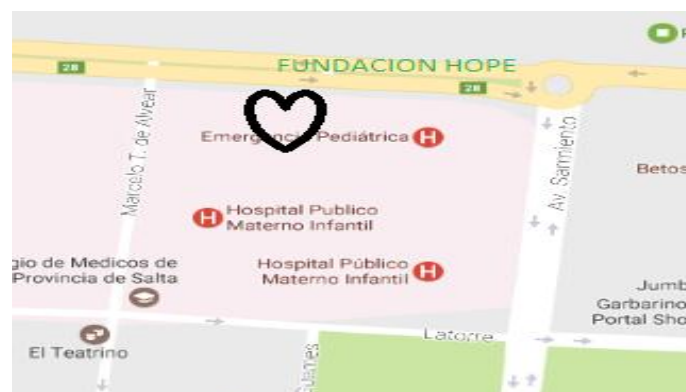 FUNDACION HOPE
28
28
Marcelo T. de Alvear
Emergencia Pediátrica
H
Av. Sarmiento
Betos
H
Hospital Publico
Materno Infantil
gio de Medicos de
Provincia de Salta
Hospital Público
Materno Infantil
H
Jumb
Garbarino
Portal Sho
Latorre
El Teatrino